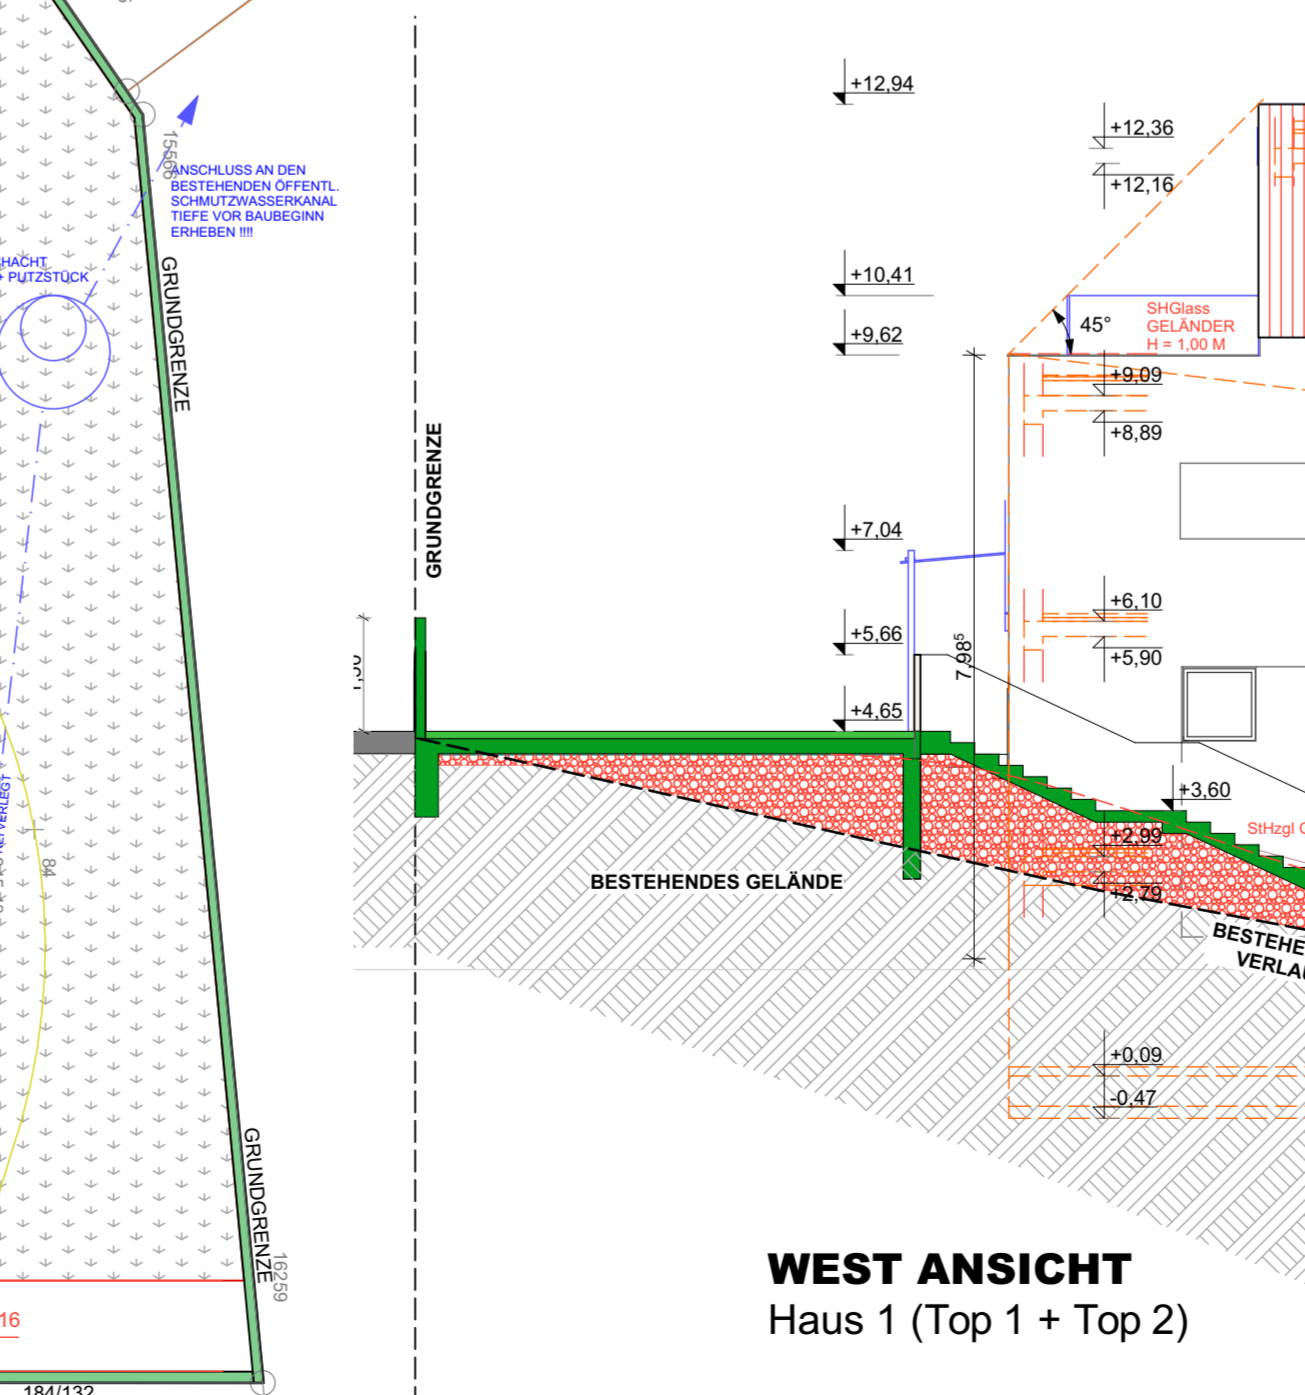 15566
ANSCHLUSS AN DEN
BESTEHENDEN ÖFFENTL.
SCHMUTZWASSERKANAL
TIEFE VOR BAUBEGINN
ERHEBEN !!!!
HACHT
+ PUTZSTÜCK
GRUNDGRENZE
84
GRUNDGRENZE
16259
16
184/132
GRUNDGRENZE
+12,94
+12,36
+12,16
+10,41
+9,62
45°
SHGlass
GELÄNDER
H = 1,00 M
+9,09
+8,89
+7,04
+6,10
+5,90
+5,66
7,98⁵
+4,65
+3,60
StHzgl
+2,99
+2,79
BESTEHENDES GELÄNDE
BESTEHE
VERLAU
+0,09
-0,47
WEST ANSICHT
Haus 1 (Top 1 + Top 2)